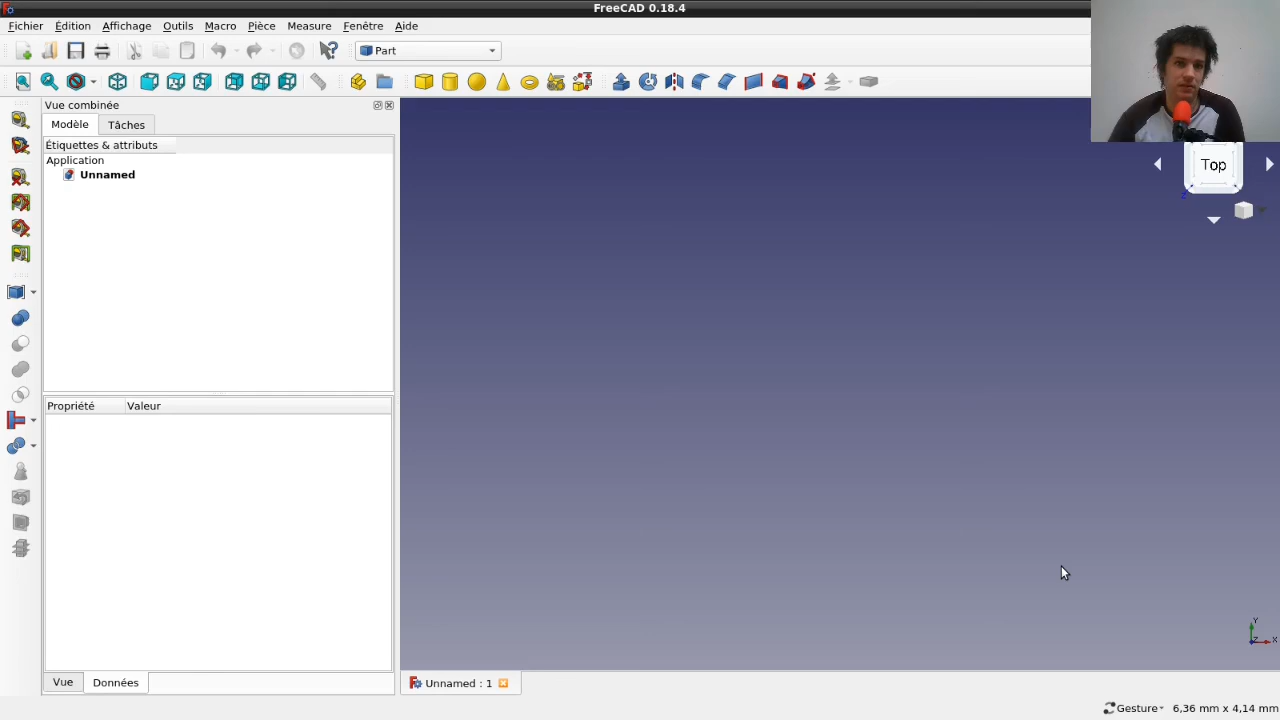 FreeCAD 0.18.4
Fichier Édition Affichage Outils Macro Pièce Measure Fenêtre Aide
Part
Vue combinée
Modèle Tâches
Étiquettes & attributs
Application
Unnamed
Top
Z
Propriété Valeur
Y
Z X
Vue Données
Unnamed : 1
Gesture 6,36 mm x 4,14 mm